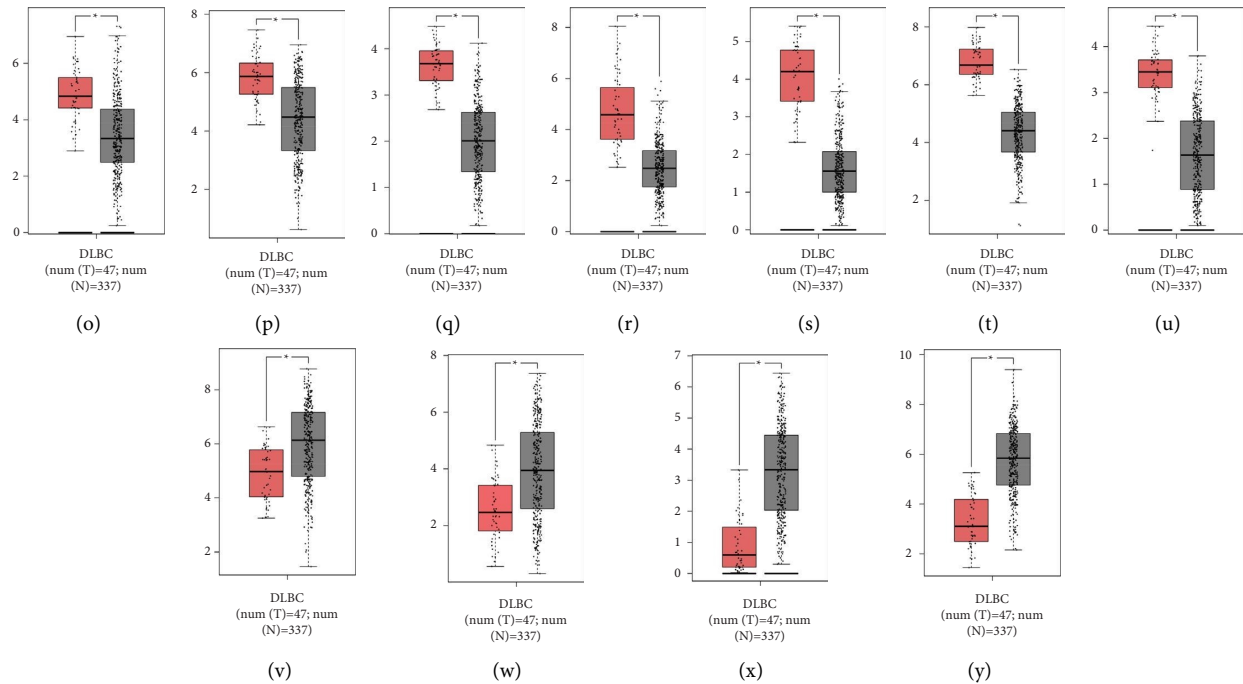 * * * * * * *
6 4 2 0
8 6 4 2
4 3 2 1 0
8 6 4 2 0
5 4 3 2 1 0
8 6 4 2
4 3 2 1 0
DLBC DLBC DLBC DLBC DLBC DLBC DLBC
(num (T)=47; num (num (T)=47; num (num (T)=47; num (num (T)=47; num (num (T)=47; num (num (T)=47; num (num (T)=47; num
(N)=337) (N)=337) (N)=337) (N)=337) (N)=337) (N)=337) (N)=337)
(o) (p) (q) (r) (s) (t) (u)
* * * *
8 6 4 2
8 6 4 2
7 6 5 4 3 2 1 0
10 8 6 4 2
DLBC DLBC DLBC DLBC
(num (T)=47; num (num (T)=47; num (num (T)=47; num (num (T)=47; num
(N)=337) (N)=337) (N)=337) (N)=337)
(v) (w) (x) (y)